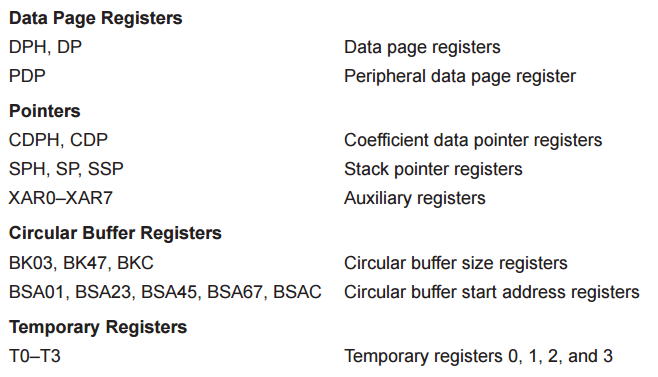 Data Page Registers
DPH, DP Data page registers
PDP Peripheral data page register
Pointers
CDPH, CDP Coefficient data pointer registers
SPH, SP, SSP Stack pointer registers
XAR0–XAR7 Auxiliary registers
Circular Buffer Registers
BK03, BK47, BKC Circular buffer size registers
BSA01, BSA23, BSA45, BSA67, BSAC Circular buffer start address registers
Temporary Registers
T0–T3 Temporary registers 0, 1, 2, and 3